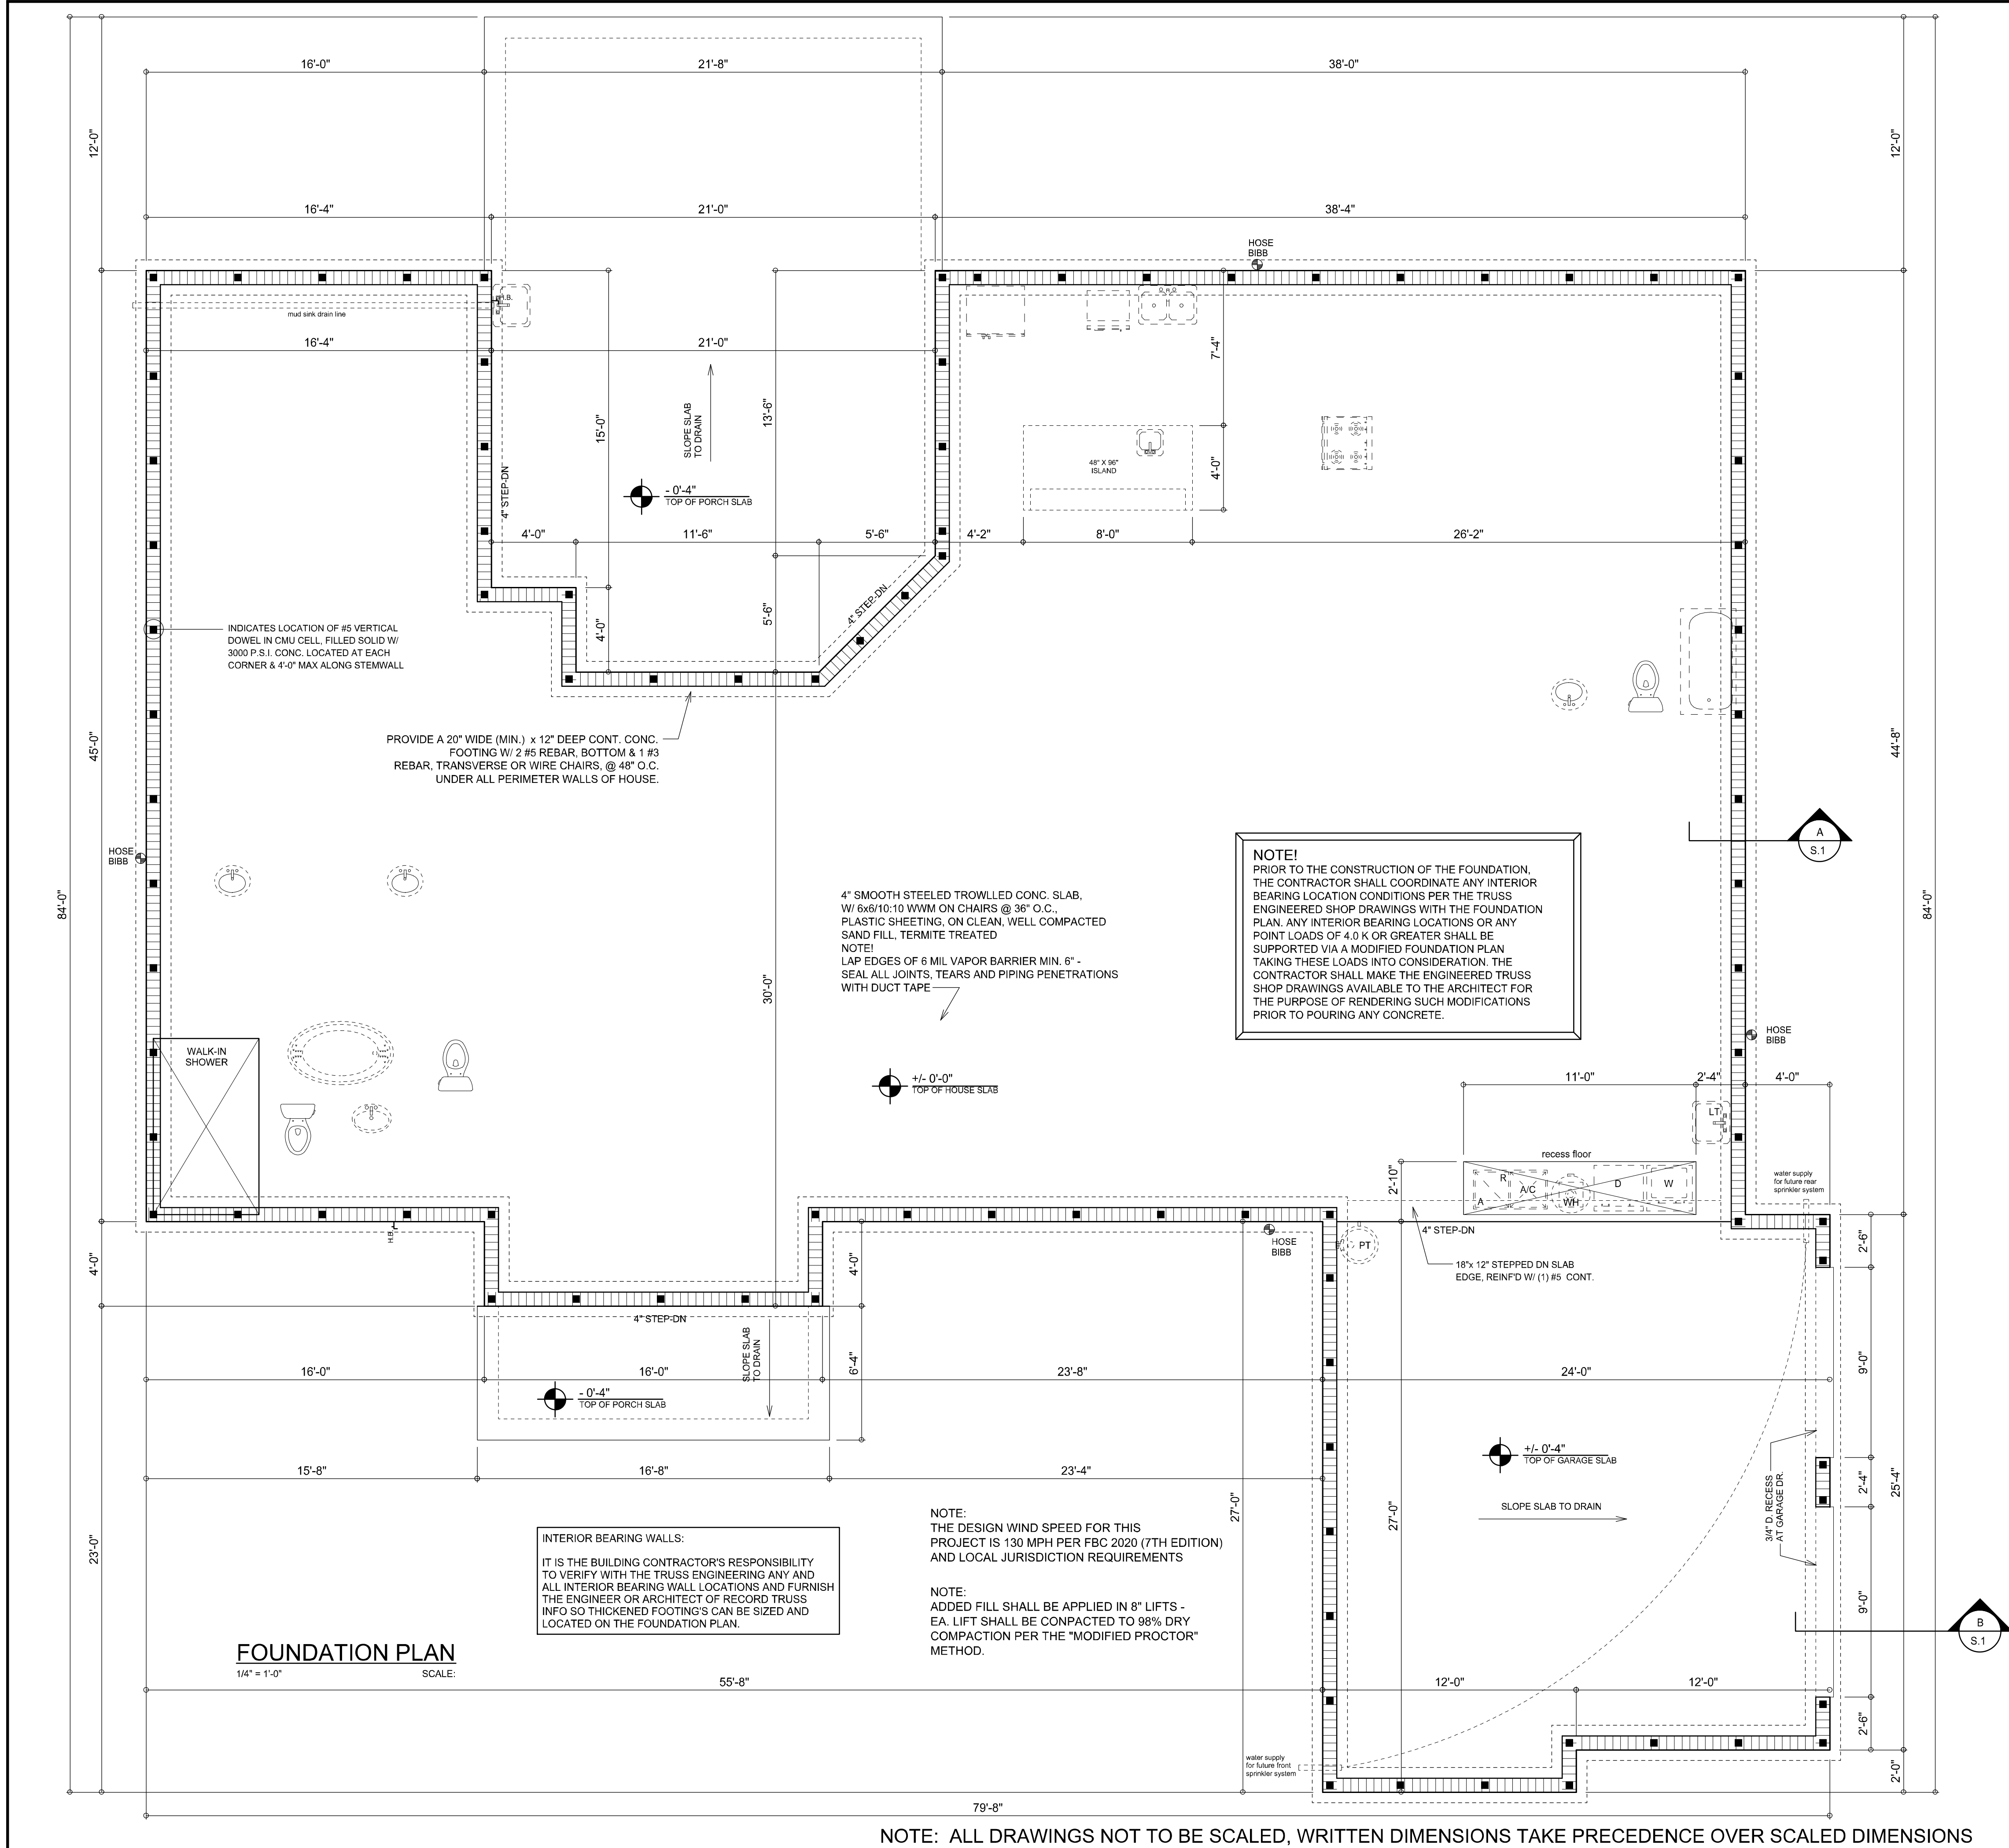 16'-0"
21'-8"
38'-0"
12'-0"
12'-0"
16'-4"
21'-0"
38'-4"
HOSE
BIBB
H.B.
mud sink drain line
16'-4"
21'-0"
7'-4"
15'-0"
SLOPE SLAB
TO DRAIN
13'-6"
4'-0"
48" X 96"
ISLAND
4" STEP-DN
- 0'-4"
TOP OF PORCH SLAB
4'-0"
11'-6"
5'-6"
4'-2"
8'-0"
26'-2"
4" STEP-DN
4'-0"
5'-6"
INDICATES LOCATION OF #5 VERTICAL
DOWEL IN CMU CELL, FILLED SOLID W/
3000 P.S.I. CONC. LOCATED AT EACH
CORNER & 4'-0" MAX ALONG STEMWALL
PROVIDE A 20" WIDE (MIN.) x 12" DEEP CONT. CONC.
FOOTING W/ 2 #5 REBAR, BOTTOM & 1 #3
REBAR, TRANSVERSE OR WIRE CHAIRS, @ 48" O.C.
UNDER ALL PERIMETER WALLS OF HOUSE.
45'-0"
44'-8"
84'-0"
84'-0"
HOSE
BIBB
A
S.1
NOTE!
PRIOR TO THE CONSTRUCTION OF THE FOUNDATION,
THE CONTRACTOR SHALL COORDINATE ANY INTERIOR
BEARING LOCATION CONDITIONS PER THE TRUSS
ENGINEERED SHOP DRAWINGS WITH THE FOUNDATION
PLAN. ANY INTERIOR BEARING LOCATIONS OR ANY
POINT LOADS OF 4.0 K OR GREATER SHALL BE
SUPPORTED VIA A MODIFIED FOUNDATION PLAN
TAKING THESE LOADS INTO CONSIDERATION. THE
CONTRACTOR SHALL MAKE THE ENGINEERED TRUSS
SHOP DRAWINGS AVAILABLE TO THE ARCHITECT FOR
THE PURPOSE OF RENDERING SUCH MODIFICATIONS
PRIOR TO POURING ANY CONCRETE.
4" SMOOTH STEELED TROWLLED CONC. SLAB,
W/ 6x6/10:10 WWM ON CHAIRS @ 36" O.C.,
PLASTIC SHEETING, ON CLEAN, WELL COMPACTED
SAND FILL, TERMITE TREATED
NOTE!
LAP EDGES OF 6 MIL VAPOR BARRIER MIN. 6" -
SEAL ALL JOINTS, TEARS AND PIPING PENETRATIONS
WITH DUCT TAPE
30'-0"
HOSE
BIBB
WALK-IN
SHOWER
+/- 0'-0"
TOP OF HOUSE SLAB
11'-0"
2'-4"
4'-0"
LT
recess floor
2'-10"
R
A
A/C
WH
D
W
water supply
for future rear
sprinkler system
4" STEP-DN
H.B.
HOSE
BIBB
PT
18"x 12" STEPPED DN SLAB
EDGE, REINF'D W/ (1) #5 CONT.
4'-0"
4'-0"
2'-6"
4" STEP-DN
SLOPE SLAB
TO DRAIN
6'-4"
9'-0"
16'-0"
16'-0"
23'-8"
24'-0"
- 0'-4"
TOP OF PORCH SLAB
+/- 0'-4"
TOP OF GARAGE SLAB
15'-8"
16'-8"
23'-4"
3/4" D. RECESS
AT GARAGE DR.
2'-4"
25'-4"
27'-0"
27'-0"
SLOPE SLAB TO DRAIN
23'-0"
INTERIOR BEARING WALLS:
IT IS THE BUILDING CONTRACTOR'S RESPONSIBILITY
TO VERIFY WITH THE TRUSS ENGINEERING ANY AND
ALL INTERIOR BEARING WALL LOCATIONS AND FURNISH
THE ENGINEER OR ARCHITECT OF RECORD TRUSS
INFO SO THICKENED FOOTING'S CAN BE SIZED AND
LOCATED ON THE FOUNDATION PLAN.
NOTE:
THE DESIGN WIND SPEED FOR THIS
PROJECT IS 130 MPH PER FBC 2020 (7TH EDITION)
AND LOCAL JURISDICTION REQUIREMENTS
NOTE:
ADDED FILL SHALL BE APPLIED IN 8" LIFTS -
EA. LIFT SHALL BE CONPACTED TO 98% DRY
COMPACTION PER THE "MODIFIED PROCTOR"
METHOD.
9'-0"
B
S.1
FOUNDATION PLAN
1/4" = 1'-0"
SCALE:
55'-8"
12'-0"
12'-0"
2'-6"
water supply
for future front
sprinkler system
2'-0"
79'-8"
NOTE: ALL DRAWINGS NOT TO BE SCALED, WRITTEN DIMENSIONS TAKE PRECEDENCE OVER SCALED DIMENSIONS